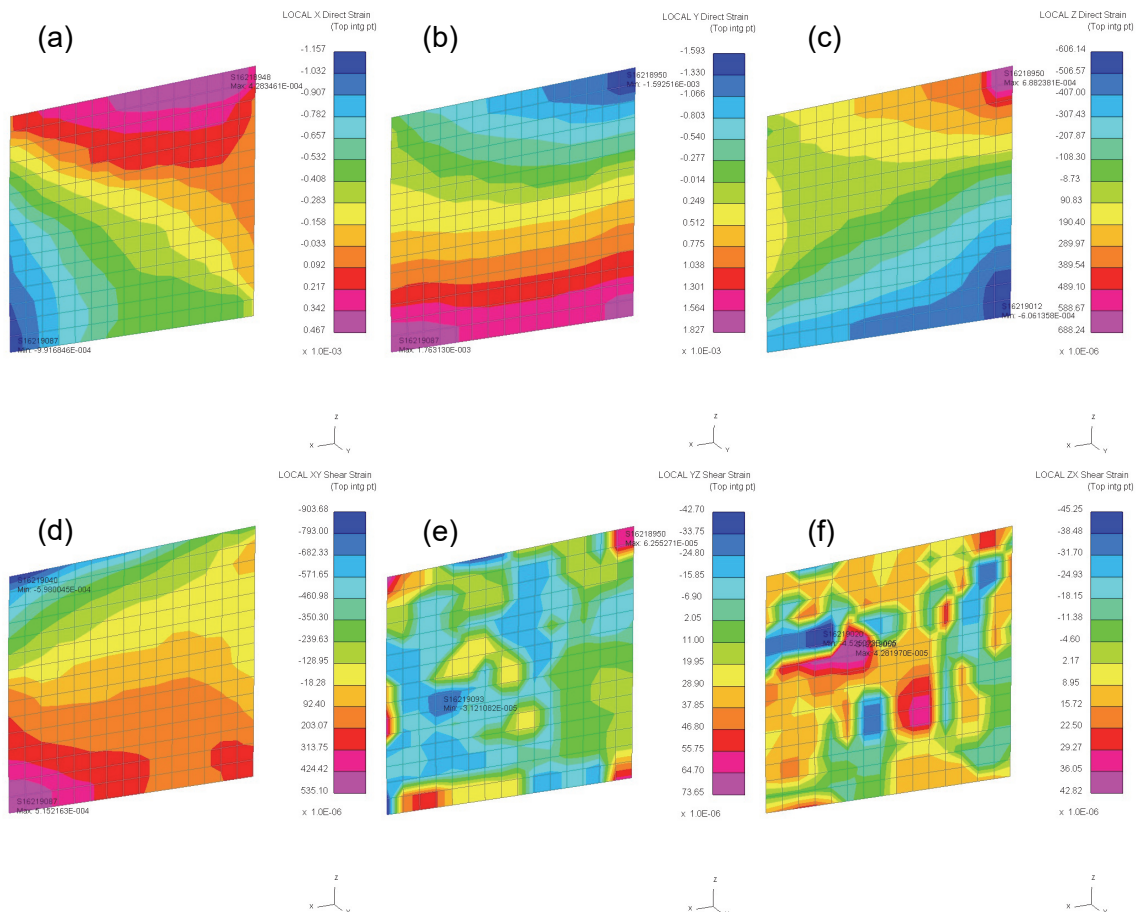 (a)
S16218948
Max: 4.283461E-004
S16219087
Min: -9.916846E-004
LOCAL X Direct Strain
(Top intg pt)
-1.157
-1.032
-0.907
-0.782
-0.657
-0.532
-0.408
-0.283
-0.158
-0.033
0.092
0.217
0.342
0.467
x 1.0E-03
Z
X
Y
(b)
S16218950
Min: -1.592516E-003
S16219087
Max: 1.763130E-003
LOCAL Y Direct Strain
(Top intg pt)
-1.593
-1.330
-1.066
-0.803
-0.540
-0.277
-0.014
0.249
0.512
0.775
1.038
1.301
1.564
1.827
x 1.0E-03
Z
X
Y
(c)
S16218950
Max: 6.882381E-004
S16219012
Min: -6.061358E-004
LOCAL Z Direct Strain
(Top intg pt)
-606.14
-506.57
-407.00
-307.43
-207.87
-108.30
-8.73
90.83
190.40
289.97
389.54
489.10
588.67
688.24
x 1.0E-06
Z
X
Y
(d)
S16219040
Min: -5.980045E-004
S16219087
Max: 5.152163E-004
LOCAL XY Shear Strain
(Top intg pt)
-903.68
-793.00
-682.33
-571.65
-460.98
-350.30
-239.63
-128.95
-18.28
92.40
203.07
313.75
424.42
535.10
x 1.0E-06
Z
X
Y
(e)
S16218950
Max: 6.255271E-005
S16219093
Min: -3.121082E-005
LOCAL YZ Shear Strain
(Top intg pt)
-42.70
-33.75
-24.80
-15.85
-6.90
2.05
11.00
19.95
28.90
37.85
46.80
55.75
64.70
73.65
x 1.0E-06
Z
X
(f)
S16219020
Max: 4.281970E-005
LOCAL ZX Shear Strain
(Top intg pt)
-45.25
-38.48
-31.70
-24.93
-18.15
-11.38
-4.60
2.17
8.95
15.72
22.50
29.27
36.05
42.82
x 1.0E-06
Z
X
Y